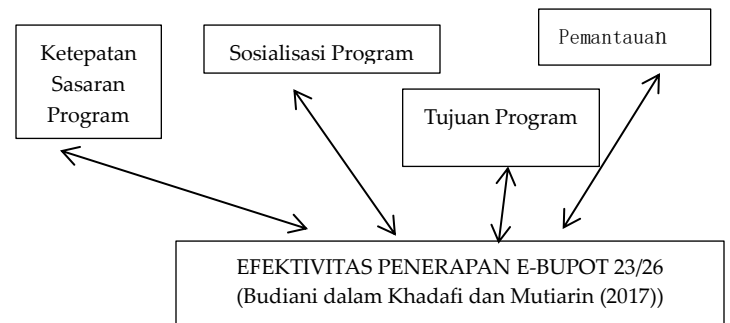 Ketepatan
Sasaran
Program
Sosialisasi Program
Tujuan Program
Pemantauan
EFEKTIVITAS PENERAPAN E-BUPOT 23/26
(Budiani dalam Khadafi dan Mutiarin (2017))